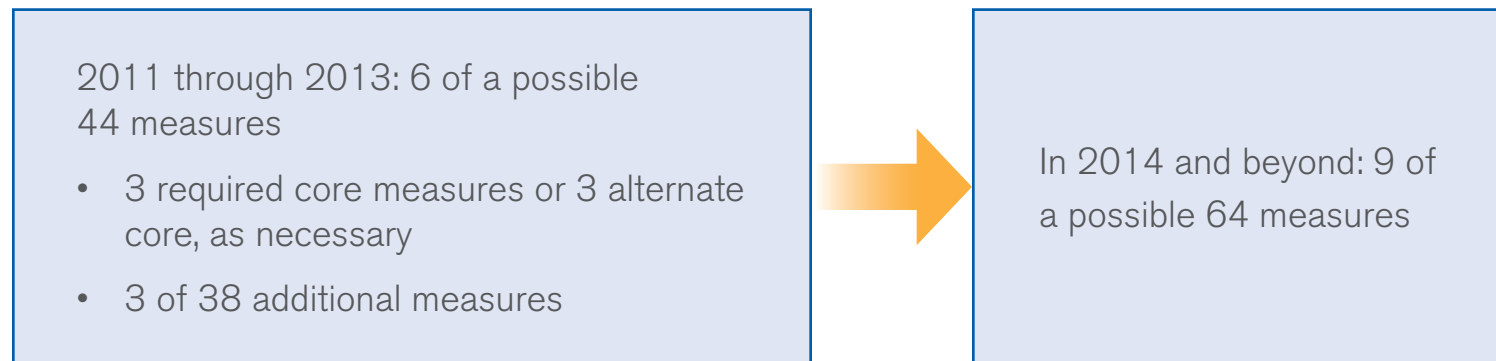 2011 through 2013: 6 of a possible
44 measures
• 3 required core measures or 3 alternate
core, as necessary
• 3 of 38 additional measures
In 2014 and beyond: 9 of
a possible 64 measures